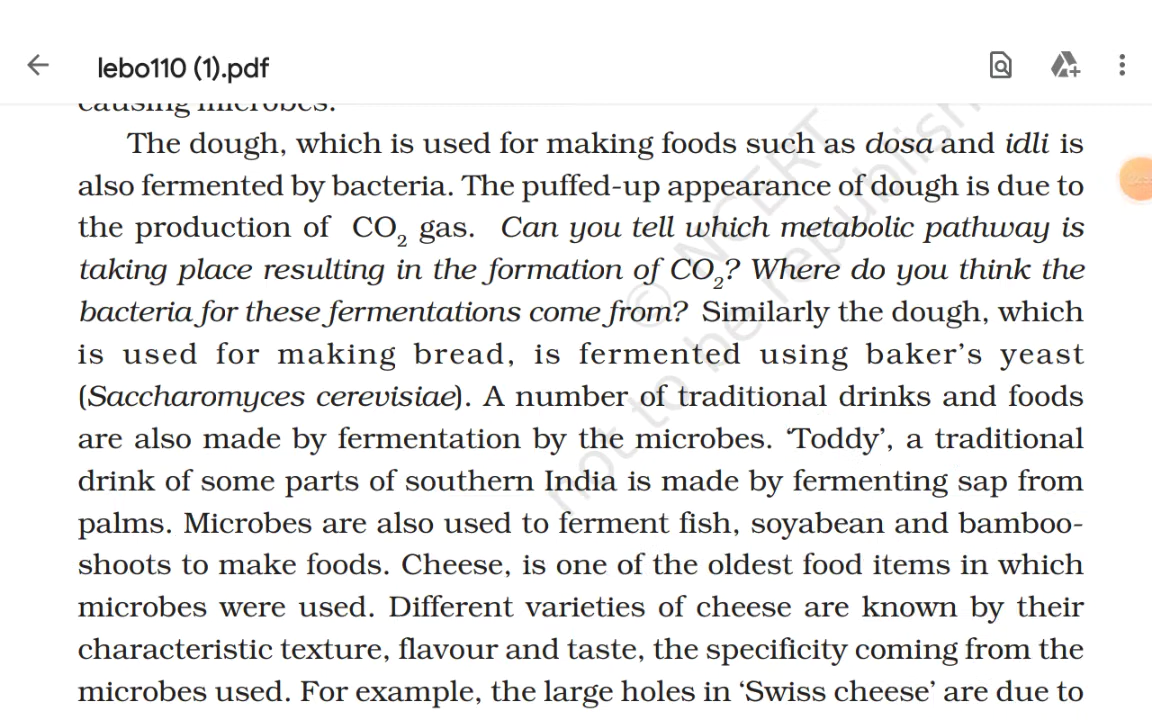 lebo110 (1).pdf
causing microbes.
The dough, which is used for making foods such as dosa and idli is
also fermented by bacteria. The puffed-up appearance of dough is due to
the production of CO₂ gas. Can you tell which metabolic pathway is
taking place resulting in the formation of CO₂? Where do you think the
bacteria for these fermentations come from? Similarly the dough, which
is used for making bread, is fermented using baker’s yeast
(Saccharomyces cerevisiae). A number of traditional drinks and foods
are also made by fermentation by the microbes. ‘Toddy’, a traditional
drink of some parts of southern India is made by fermenting sap from
palms. Microbes are also used to ferment fish, soyabean and bamboo-
shoots to make foods. Cheese, is one of the oldest food items in which
microbes were used. Different varieties of cheese are known by their
characteristic texture, flavour and taste, the specificity coming from the
microbes used. For example, the large holes in ‘Swiss cheese’ are due to
© NCERT
not to be republish